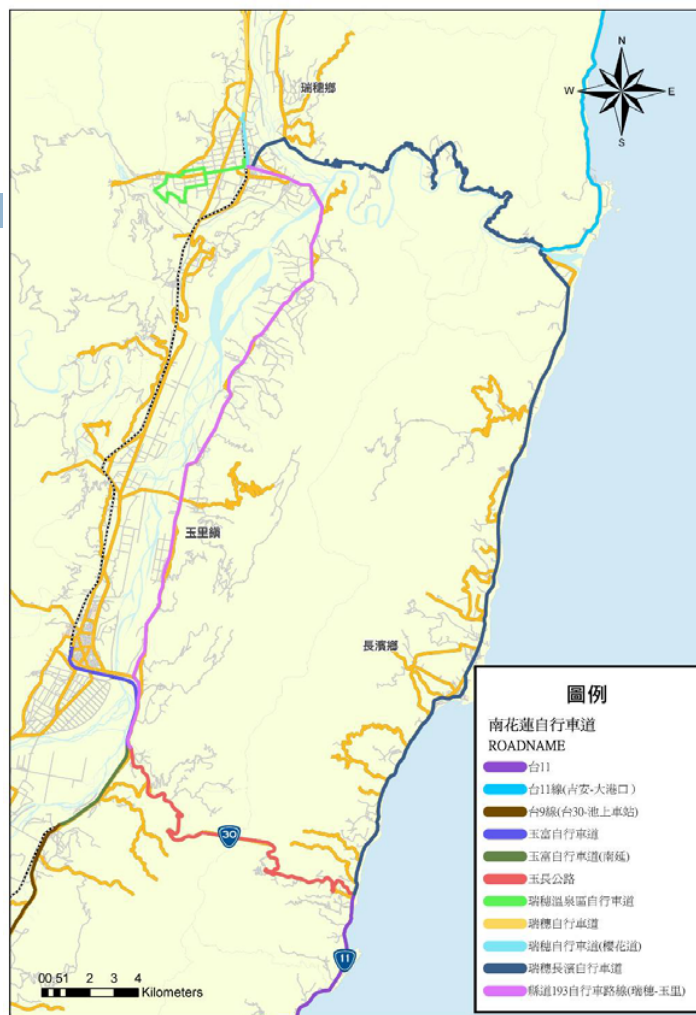 N
W
E
S
瑞穗鄉
玉里鎮
長濱鄉
30
11
00.51 2 3 4
Kilometers
圖例
南花蓮自行車道
ROADNAME
台11
台11線(吉安-大港口)
台9線(台30-池上車站)
玉富自行車道
玉富自行車道(南延)
玉長公路
瑞穗溫泉區自行車道
瑞穗自行車道
瑞穗自行車道(櫻花道)
瑞穗長濱自行車道
縣道193自行車路線(瑞穗-玉里)